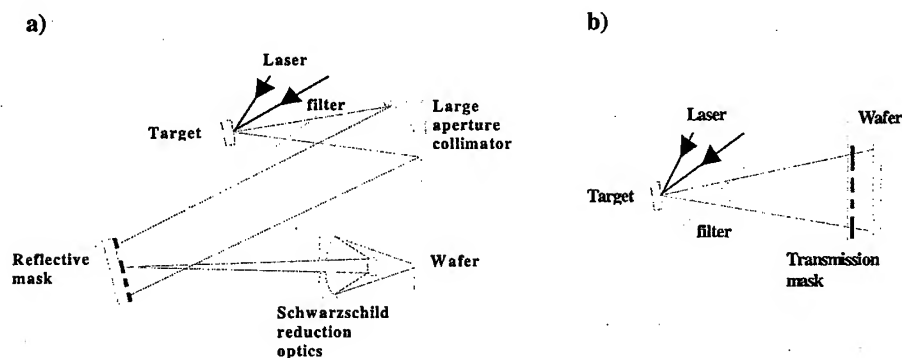 a)
Laser
filter
Target
Large
aperture
collimator
Reflective
mask
Wafer
Schwarzschild
reduction
optics
b)
Wafer
Laser
Target
filter
Transmission
mask